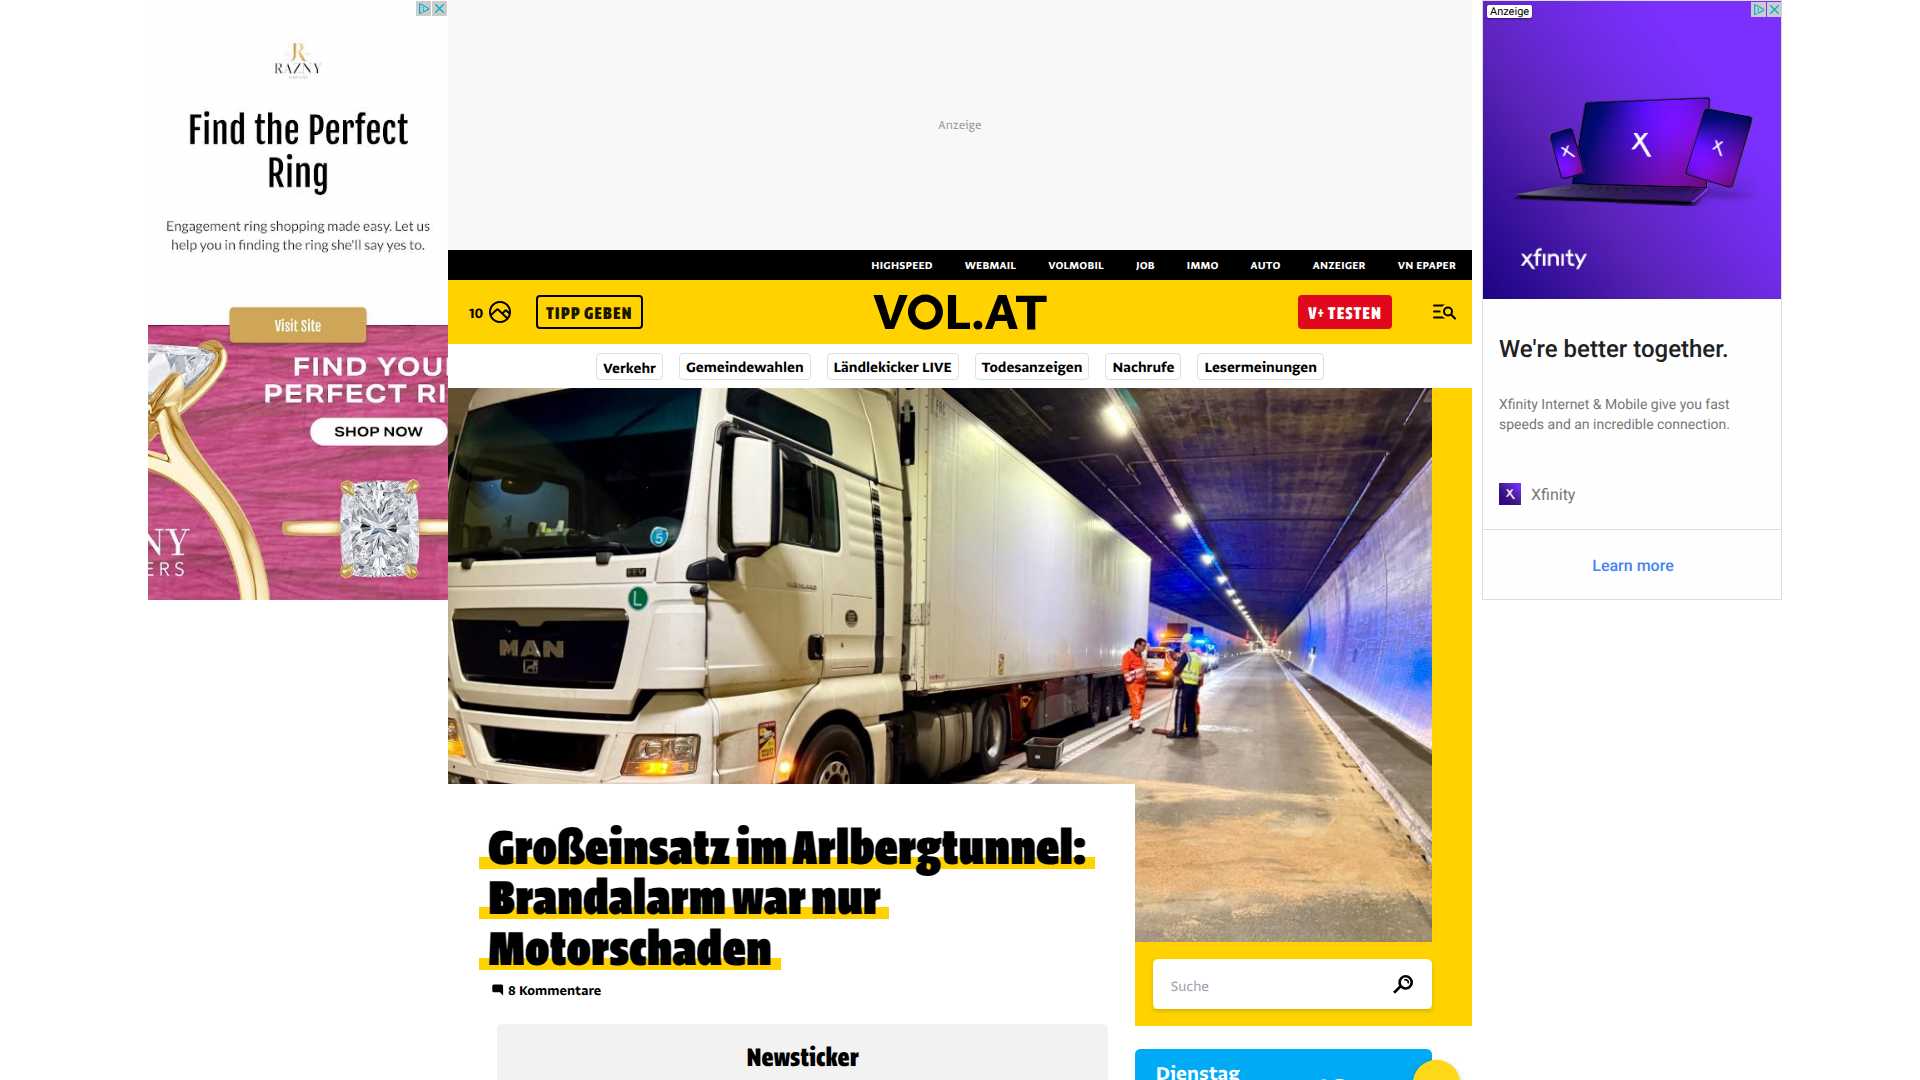 RAZNY
Find the Perfect
Ring
Engagement ring shopping made easy. Let us
help you in finding the ring she'll say yes to.
Visit Site
FIND YOU
PERFECT RI
SHOP NOW
NY
ERS
Anzeige
HIGHSPEED
WEBMAIL
VOLMOBIL
JOB
IMMO
AUTO
ANZEIGER
VN EPAPER
10
TIPP GEBEN
VOL.AT
V+ TESTEN
Verkehr
Gemeindewahlen
Ländlekicker LIVE
Todesanzeigen
Nachrufe
Lesermeinungen
5
L
MAN
Großeinsatz im Arlbergtunnel:
Brandalarm war nur
Motorschaden
8 Kommentare
Newsticker
Suche
Dienstag
Anzeige
X
X
X
xfinity
We're better together.
Xfinity Internet & Mobile give you fast
speeds and an incredible connection.
X
Xfinity
Learn more